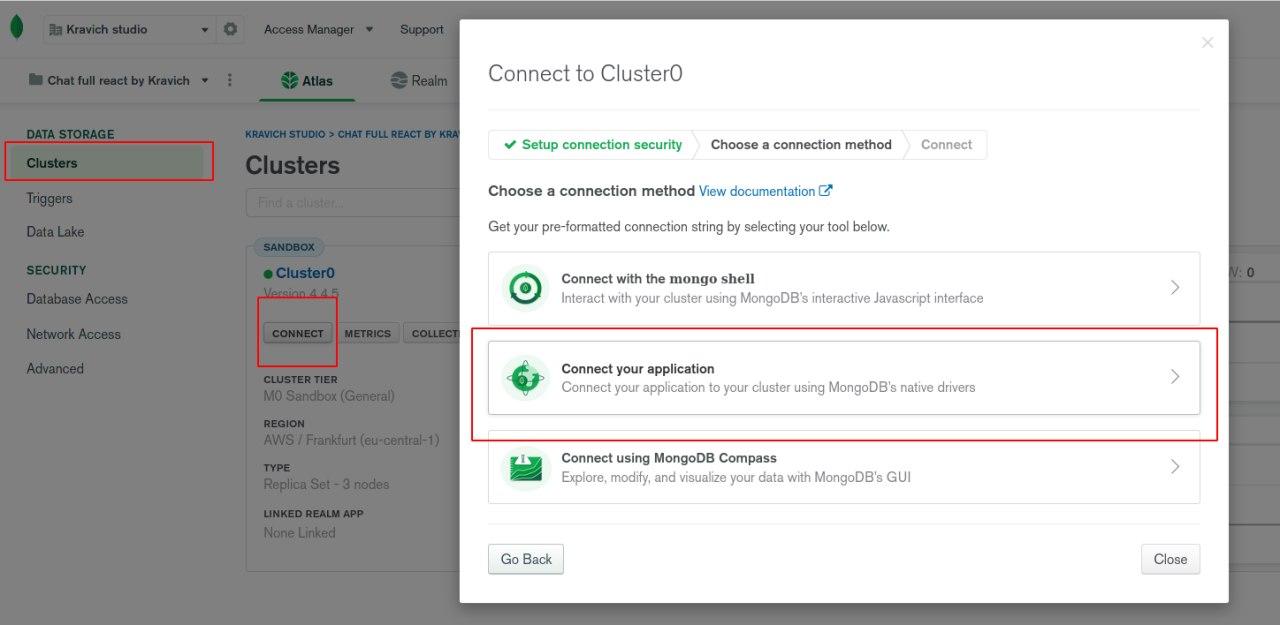 Kravich studio
Access Manager
Support
Chat full react by Kravich
Atlas
Realm
DATA STORAGE
Clusters
Triggers
Data Lake
SECURITY
Database Access
Network Access
Advanced
KRAVICH STUDIO > CHAT FULL REACT BY KRA
Clusters
Find a cluster...
SANDBOX
Cluster0
Version 4.4.5
CONNECT
METRICS
COLLECTI
CLUSTER TIER
M0 Sandbox (General)
REGION
AWS / Frankfurt (eu-central-1)
TYPE
Replica Set - 3 nodes
LINKED REALM APP
None Linked
Connect to Cluster0
Setup connection security
Choose a connection method
Connect
Choose a connection method View documentation
Get your pre-formatted connection string by selecting your tool below.
Connect with the mongo shell
Interact with your cluster using MongoDB's interactive Javascript interface
Connect your application
Connect your application to your cluster using MongoDB's native drivers
Connect using MongoDB Compass
Explore, modify, and visualize your data with MongoDB's GUI
Go Back
Close
W: 0